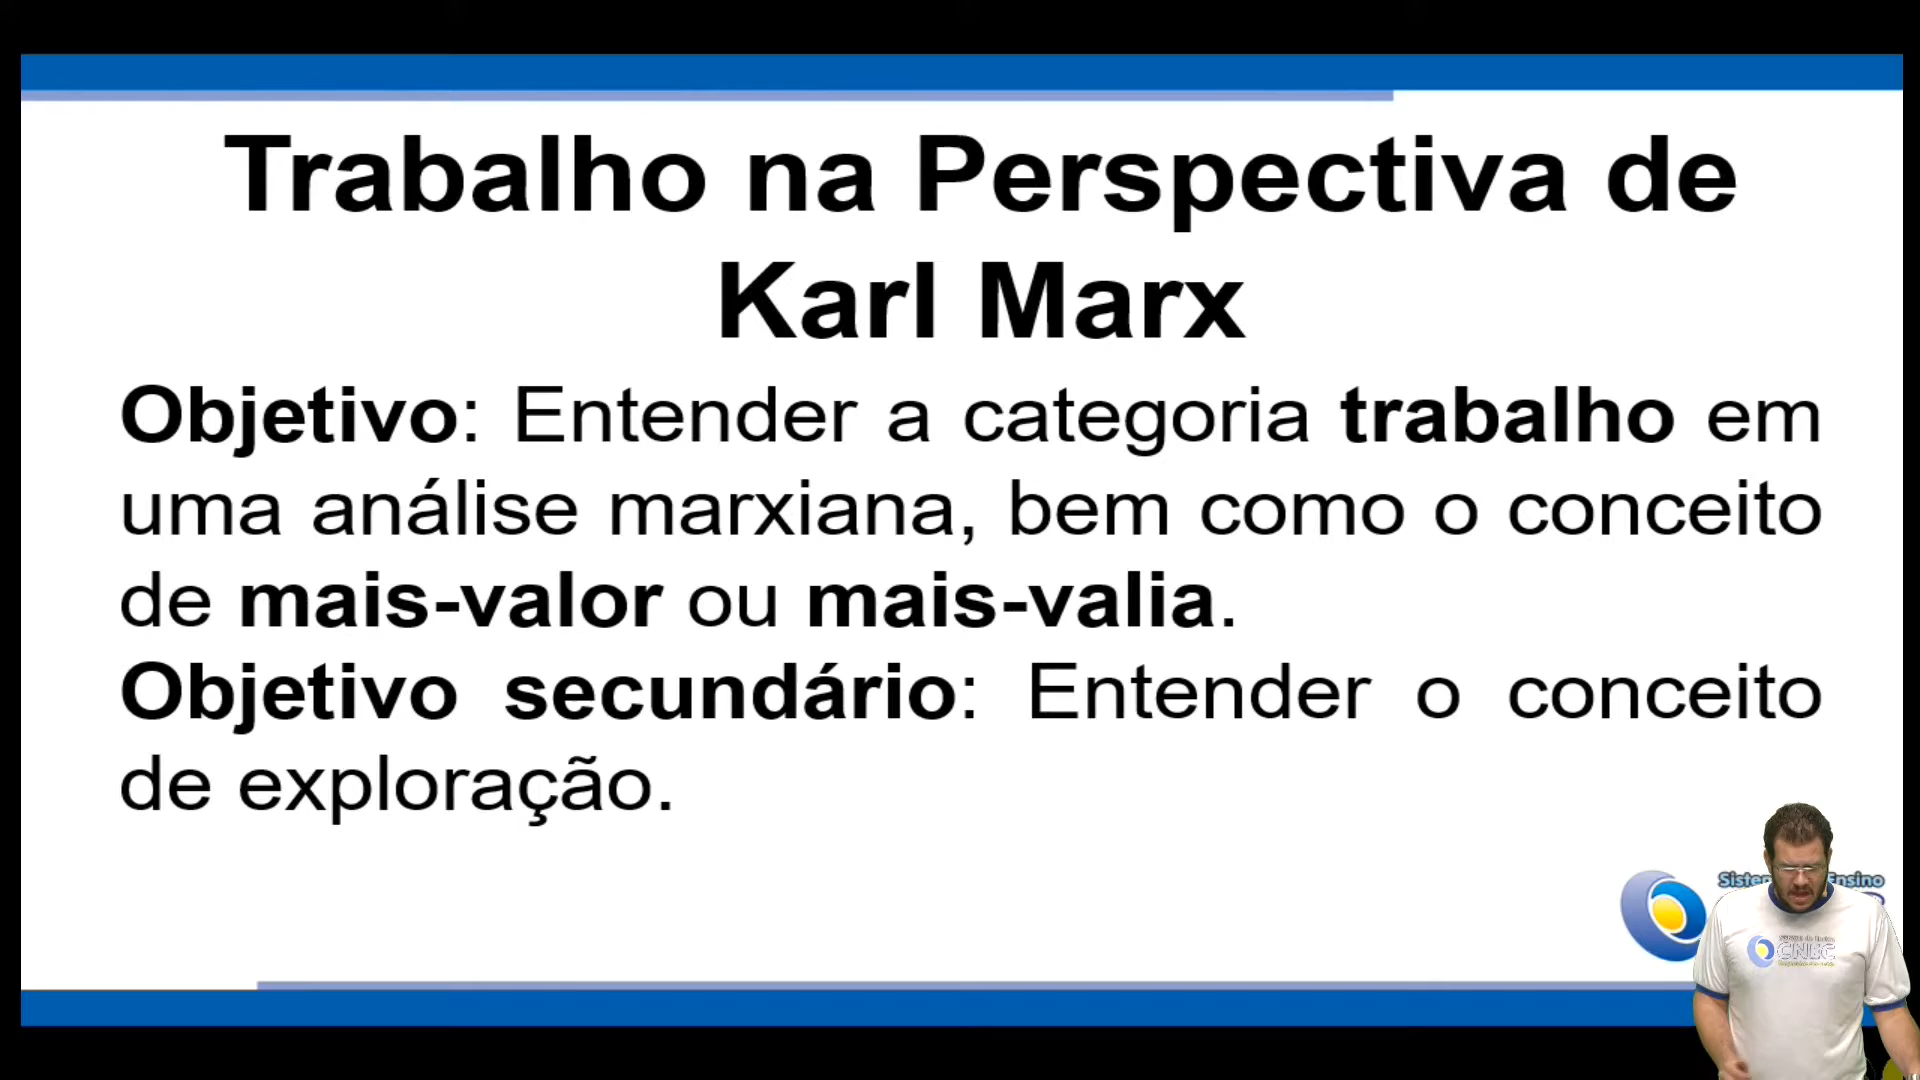 Trabalho na Perspectiva de
Karl Marx
Objetivo: Entender a categoria trabalho em
uma análise marxiana, bem como o conceito
de mais-valor ou mais-valia.
Objetivo secundário: Entender o conceito
de exploração.
CNEC